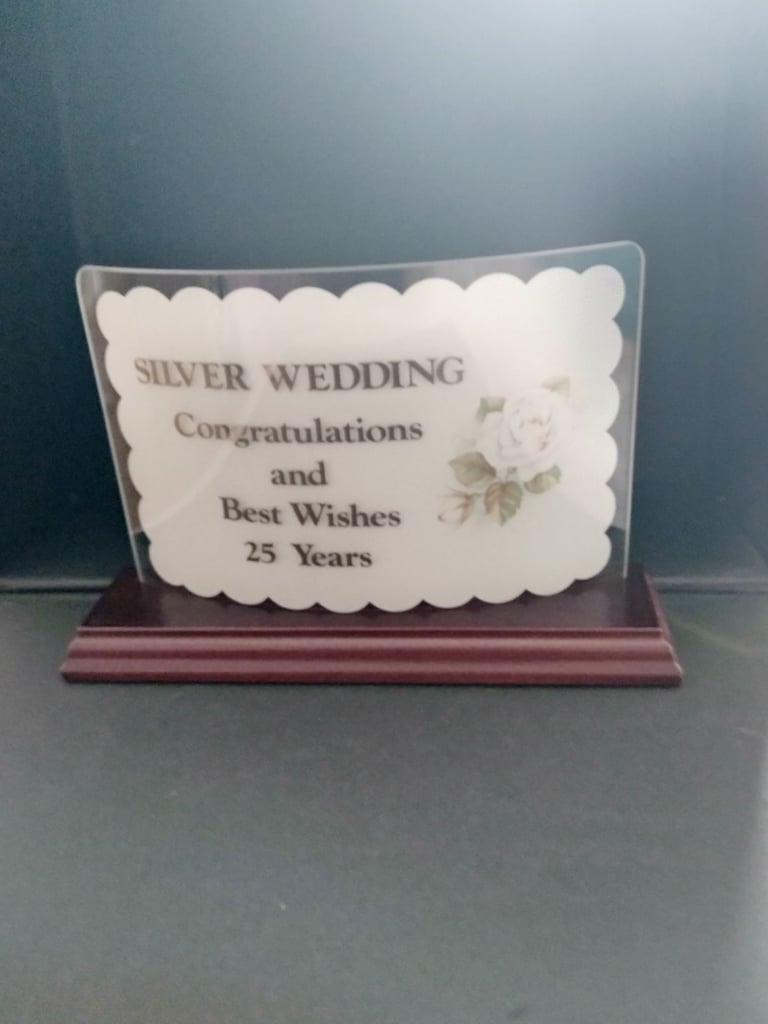 SILVER WEDDING
Congratulations
and
Best Wishes
25 Years